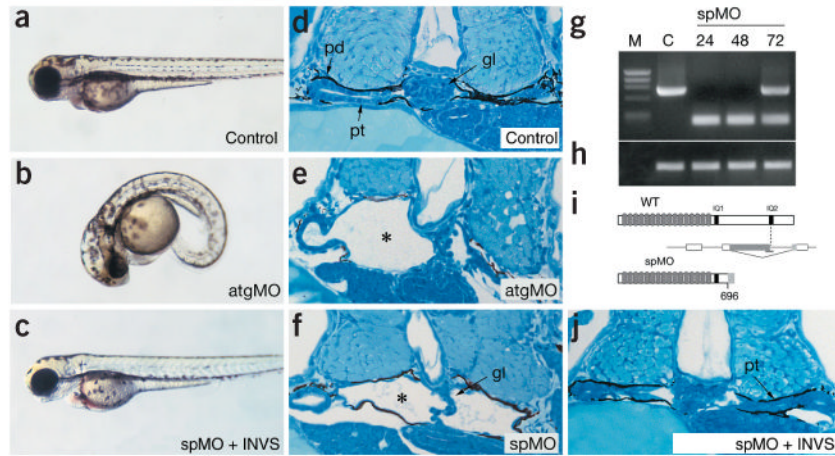 a
Control
b
atgMO
c
spMO + INVS
d
pd
gl
pt
Control
e
*
atgMO
f
gl
*
spMO
g
spMO
M C 24 48 72
h
i
WT
IQ1 IQ2
spMO
696
j
pt
spMO + INVS